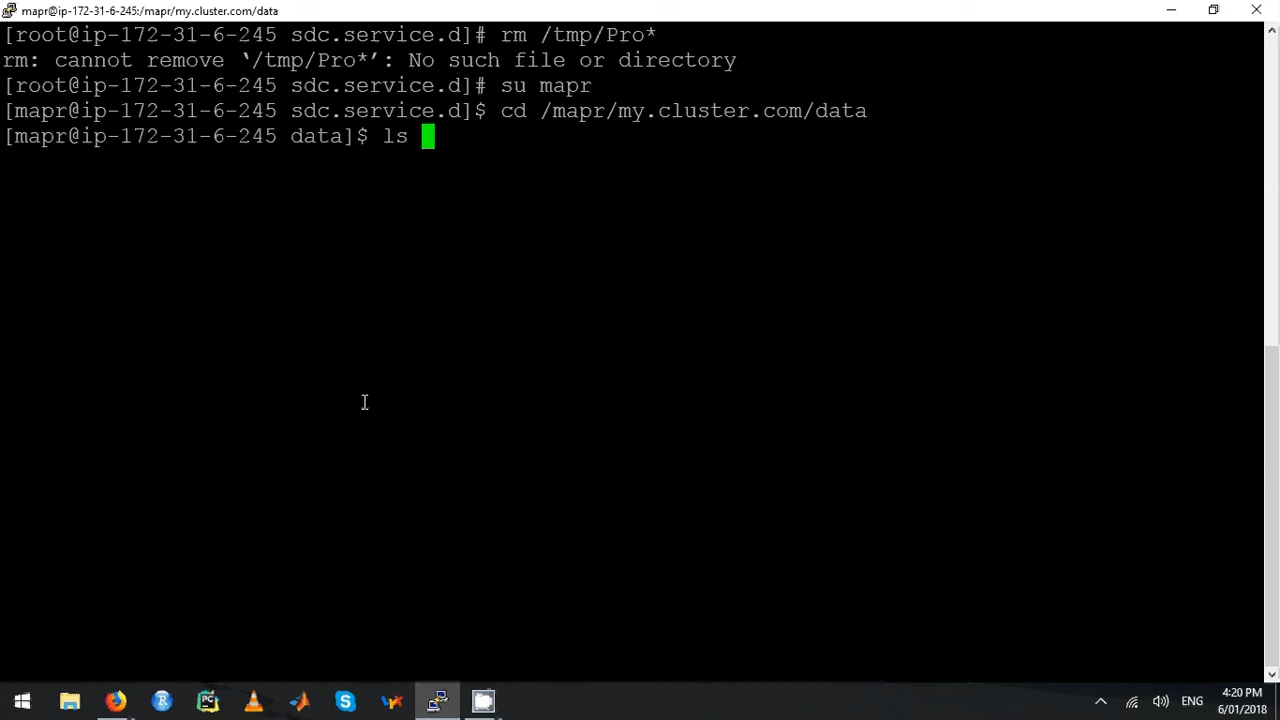 mapr@ip-172-31-6-245:/mapr/my.cluster.com/data
[root@ip-172-31-6-245 sdc.service.d]# rm /tmp/Pro*
rm: cannot remove ‘/tmp/Pro*’: No such file or directory
[root@ip-172-31-6-245 sdc.service.d]# su mapr
[mapr@ip-172-31-6-245 sdc.service.d]$ cd /mapr/my.cluster.com/data
[mapr@ip-172-31-6-245 data]$ ls
R
PC
ENG
4:20 PM
6/01/2018